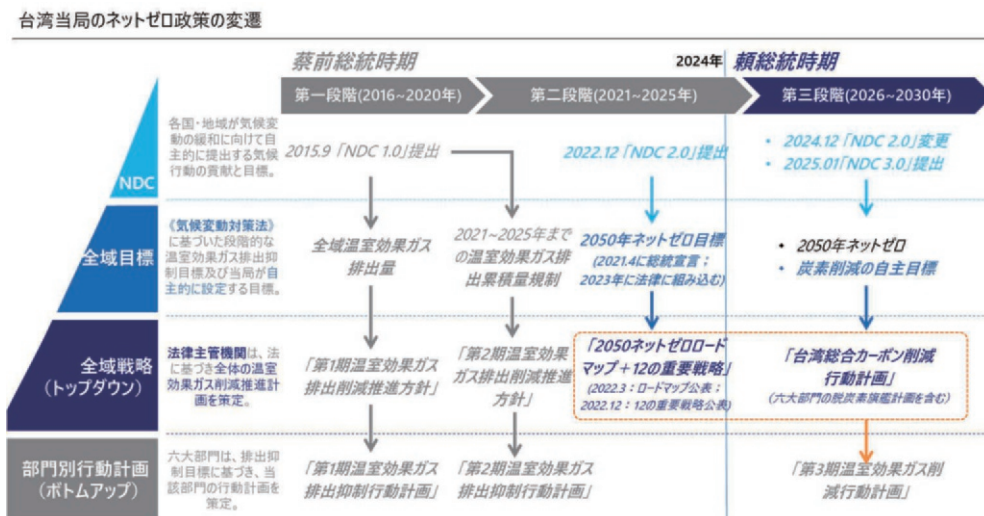 台湾当局のネットゼロ政策の変遷
蔡前総統時期
2024年
頼総統時期
第一段階(2016~2020年)
第二段階(2021~2025年)
第三段階(2026~2030年)
NDC
各国・地域が気候変
動の緩和に向けて自
主的に提出する気候
行動の貢献と目標。
2015.9「NDC 1.0」提出
2022.12「NDC 2.0」提出
• 2024.12「NDC 2.0」変更
• 2025.01「NDC 3.0」提出
全域目標
《気候変動対策法》
に基づいた段階的な
温室効果ガス排出抑
制目標及び当局が自
主的に設定する目標。
全域温室効果ガス
排出量
2021~2025年まで
の温室効果ガス排
出累積量規制
2050年ネットゼロ目標
(2021.4に総統宣言；
2023年に法律に組み込む)
• 2050年ネットゼロ
• 炭素削減の自主目標
全域戦略
(トップダウン)
法律主管機関は、法
に基づき全体の温室
効果ガス削減推進計
画を策定。
「第1期温室効果ガス
排出削減推進方針」
「第2期温室効果
ガス排出削減推進
方針」
「2050ネットゼロロード
マップ＋12の重要戦略」
(2022.3：ロードマップ公表；
2022.12：12の重要戦略公表)
「台湾総合カーボン削減
行動計画」
(六大部門の脱炭素旗艦計画を含む)
部門別行動計画
(ボトムアップ)
六大部門は、排出抑
制目標に基づき、当
該部門の行動計画を
策定。
「第1期温室効果ガス
排出抑制行動計画」
「第2期温室効果ガス
排出抑制行動計画」
「第3期温室効果ガス削
減行動計画」